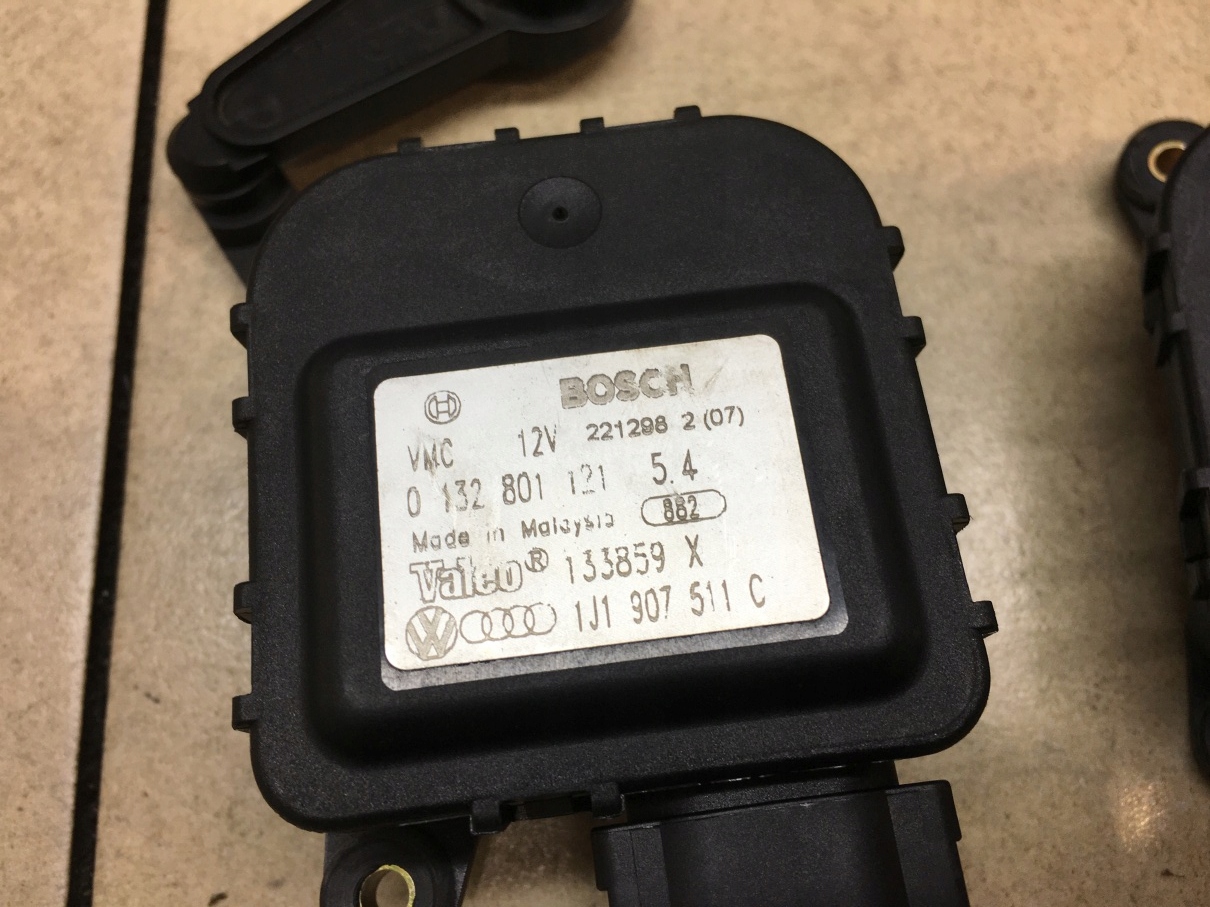 BOSCH
VMC 12V 221298 2 (07)
0 132 801 121 5.4
Made in Malaysia 882
Valeo® 133859 X
1J1 907 511 C